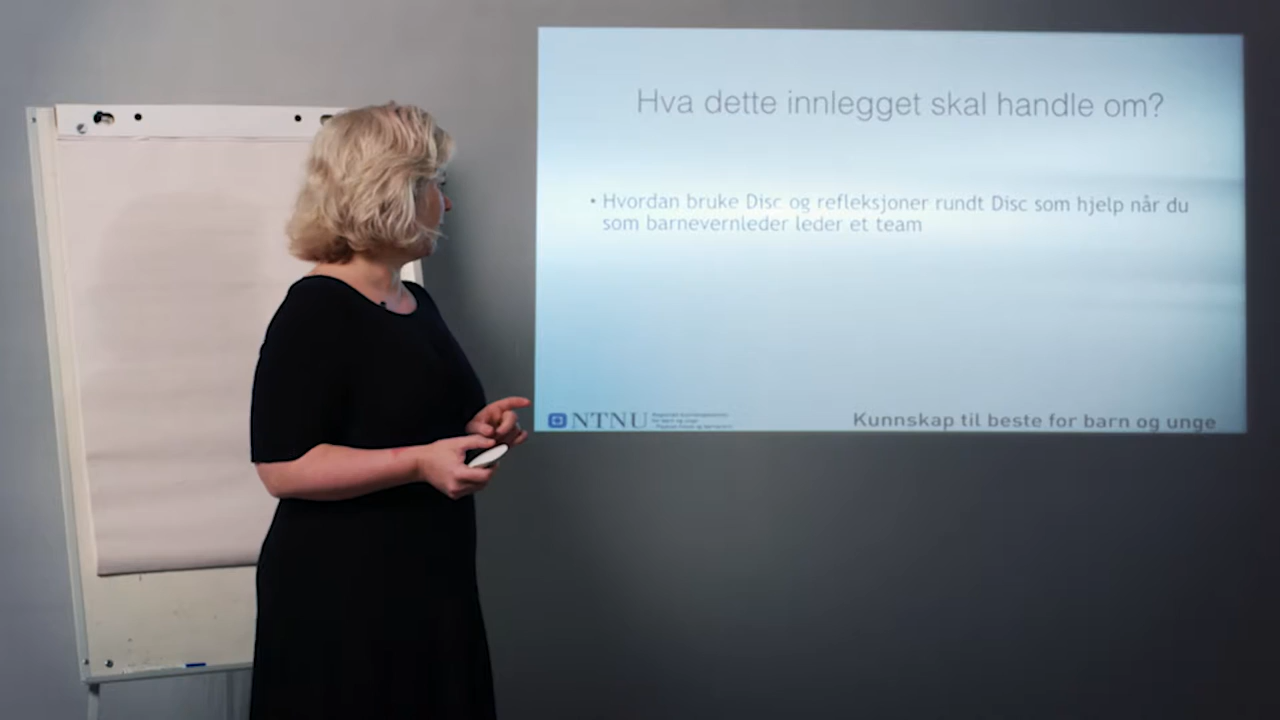 Hva dette innlegget skal handle om?
• Hvordan bruke Disc og refleksjoner rundt Disc som hjelp når du
som barnevernleder leder et team
NTNU
Kunnskap til beste for barn og unge